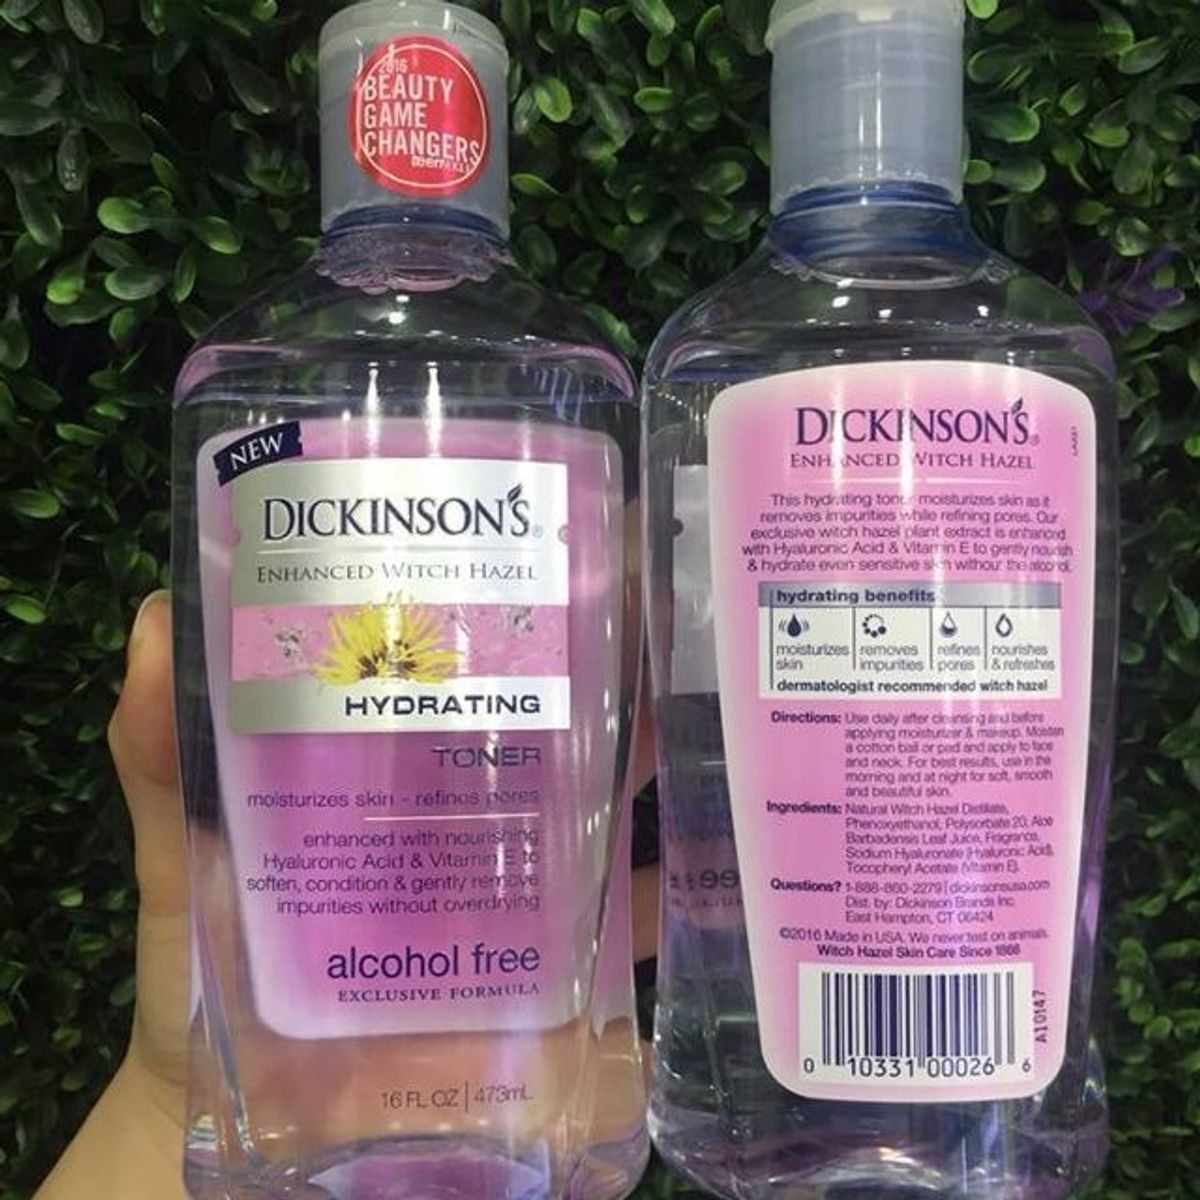 2016
BEAUTY
GAME
CHANGERS
NEW
DICKINSON'S®
ENHANCED WITCH HAZEL
HYDRATING
TONER
moisturizes skin - refines pores
enhanced with nourishing
Hyaluronic Acid & Vitamin E to
soften, condition & gently remove
impurities without overdrying
alcohol free
EXCLUSIVE FORMULA
16 FL OZ | 473mL
DICKINSON'S®
ENHANCED WITCH HAZEL
This hydrating toner moisturizes skin as it
removes impurities while refining pores. Our
exclusive witch hazel plant extract is enhanced
with Hyaluronic Acid & Vitamin E to gently nourish
& hydrate even sensitive skin without the alcohol.
hydrating benefits
moisturizes
skin
removes
impurities
refines
pores
nourishes
& refreshes
dermatologist recommended witch hazel
Directions: Use daily after cleansing and before
applying moisturizer & makeup. Moisten
a cotton ball or pad and apply to face
and neck. For best results, use in the
morning and at night for soft, smooth
and beautiful skin.
Ingredients: Natural Witch Hazel Distillate,
Phenoxyethanol, Polysorbate 20, Aloe
Barbadensis Leaf Juice, Fragrance,
Sodium Hyaluronate (Hyaluronic Acid),
Tocopheryl Acetate (Vitamin E).
Questions? 1-888-860-2279 | dickinsonsusa.com
Dist. by: Dickinson Brands Inc.
East Hampton, CT 06424
©2016 Made in USA. We never test on animals.
Witch Hazel Skin Care Since 1866
A10147
0 10331 00026 6